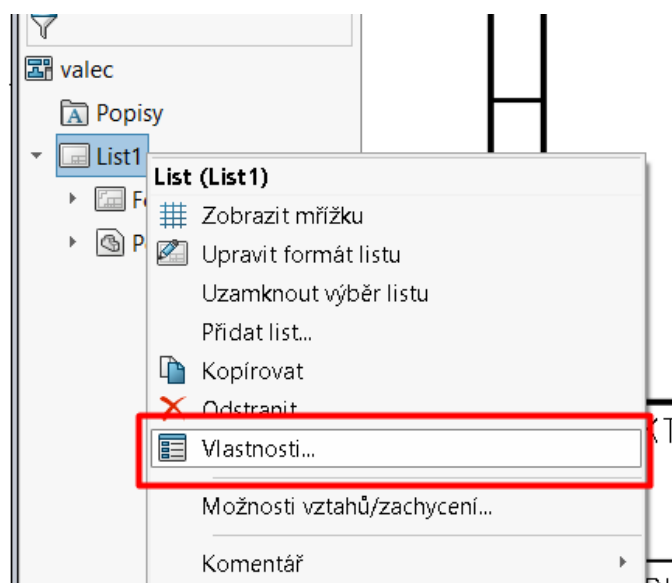 valec
Popisy
List1
List (List1)
Zobrazit mřížku
Upravit formát listu
Uzamknout výběr listu
Přidat list...
Kopírovat
Odstranit
Vlastnosti...
Možnosti vztahů/zachycení...
Komentář